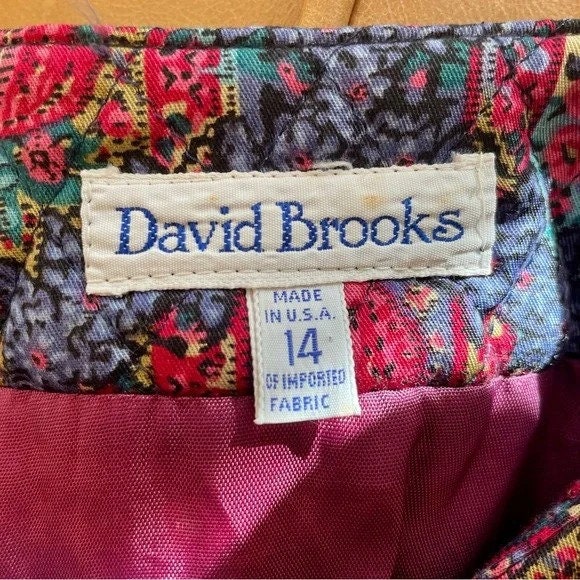 David Brooks
MADE
IN U.S.A.
14
OF IMPORTED
FABRIC